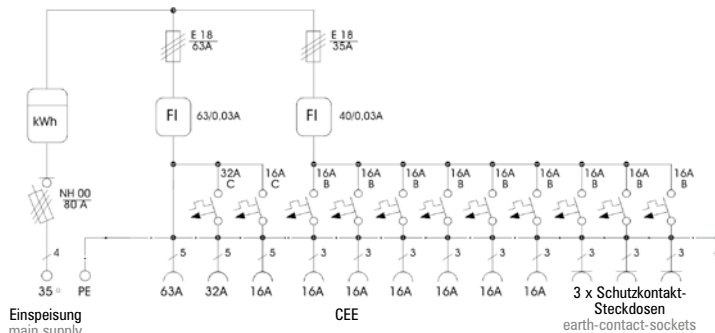 E 18
63A
E 18
35A
kWh
FI
63/0,03A
FI
40/0,03A
32A
C
16A
C
16A
B
16A
B
16A
B
16A
B
16A
B
16A
B
16A
B
16A
B
16A
B
NH 00
80 A
4
5
5
5
3
3
3
3
3
3
3
3
3
35
PE
63A
32A
16A
16A
16A
16A
16A
16A
16A
3 x Schutzkontakt-
Steckdosen
earth-contact-sockets
Einspeisung
main supply
CEE